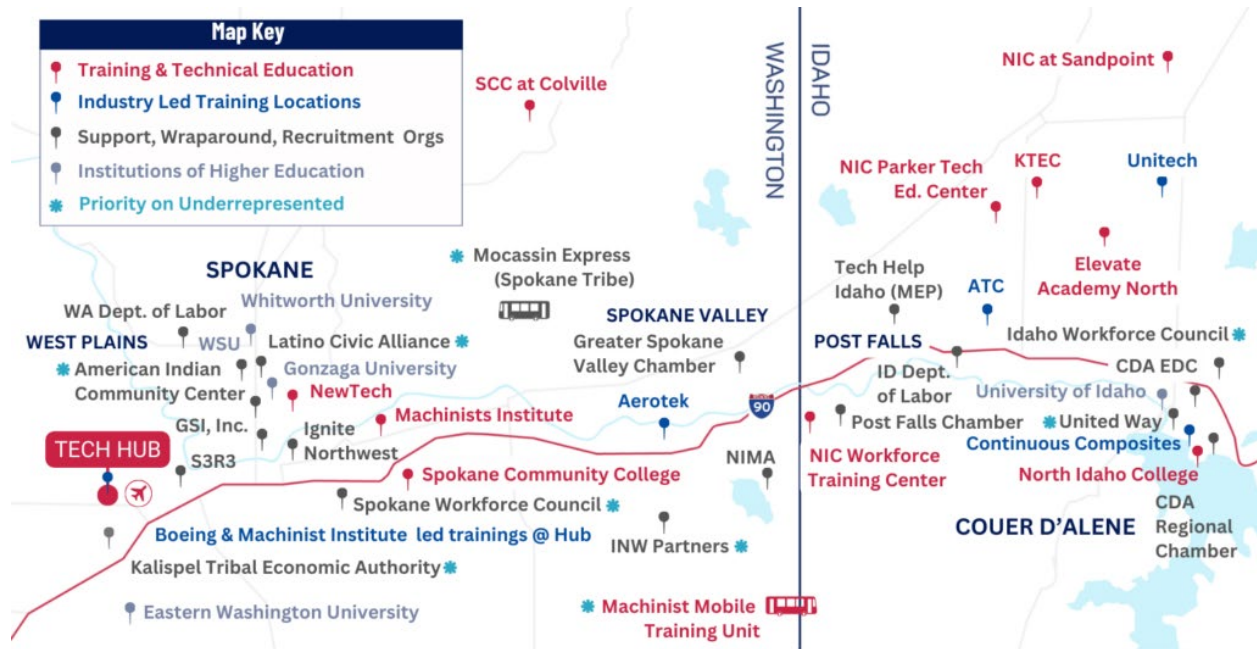 Map Key
Training & Technical Education
Industry Led Training Locations
Support, Wraparound, Recruitment Orgs
Institutions of Higher Education
Priority on Underrepresented
WASHINGTON
IDAHO
SCC at Colville
NIC at Sandpoint
NIC Parker Tech
Ed. Center
KTEC
Unitech
Elevate
Academy North
SPOKANE
Mocassin Express
(Spokane Tribe)
Whitworth University
WA Dept. of Labor
WEST PLAINS
WSU
Latino Civic Alliance
American Indian
Community Center
Gonzaga University
NewTech
GSI, Inc.
Ignite
Northwest
Machinists Institute
SPOKANE VALLEY
Greater Spokane
Valley Chamber
Aerotek
90
Tech Help
Idaho (MEP)
ATC
Idaho Workforce Council
POST FALLS
ID Dept.
of Labor
CDA EDC
University of Idaho
Post Falls Chamber
United Way
Continuous Composites
NIC Workforce
Training Center
North Idaho College
COUER D'ALENE
CDA
Regional
Chamber
TECH HUB
S3R3
Spokane Community College
NIMA
Spokane Workforce Council
Boeing & Machinist Institute led trainings @ Hub
INW Partners
Kalispel Tribal Economic Authority
Eastern Washington University
Machinist Mobile
Training Unit